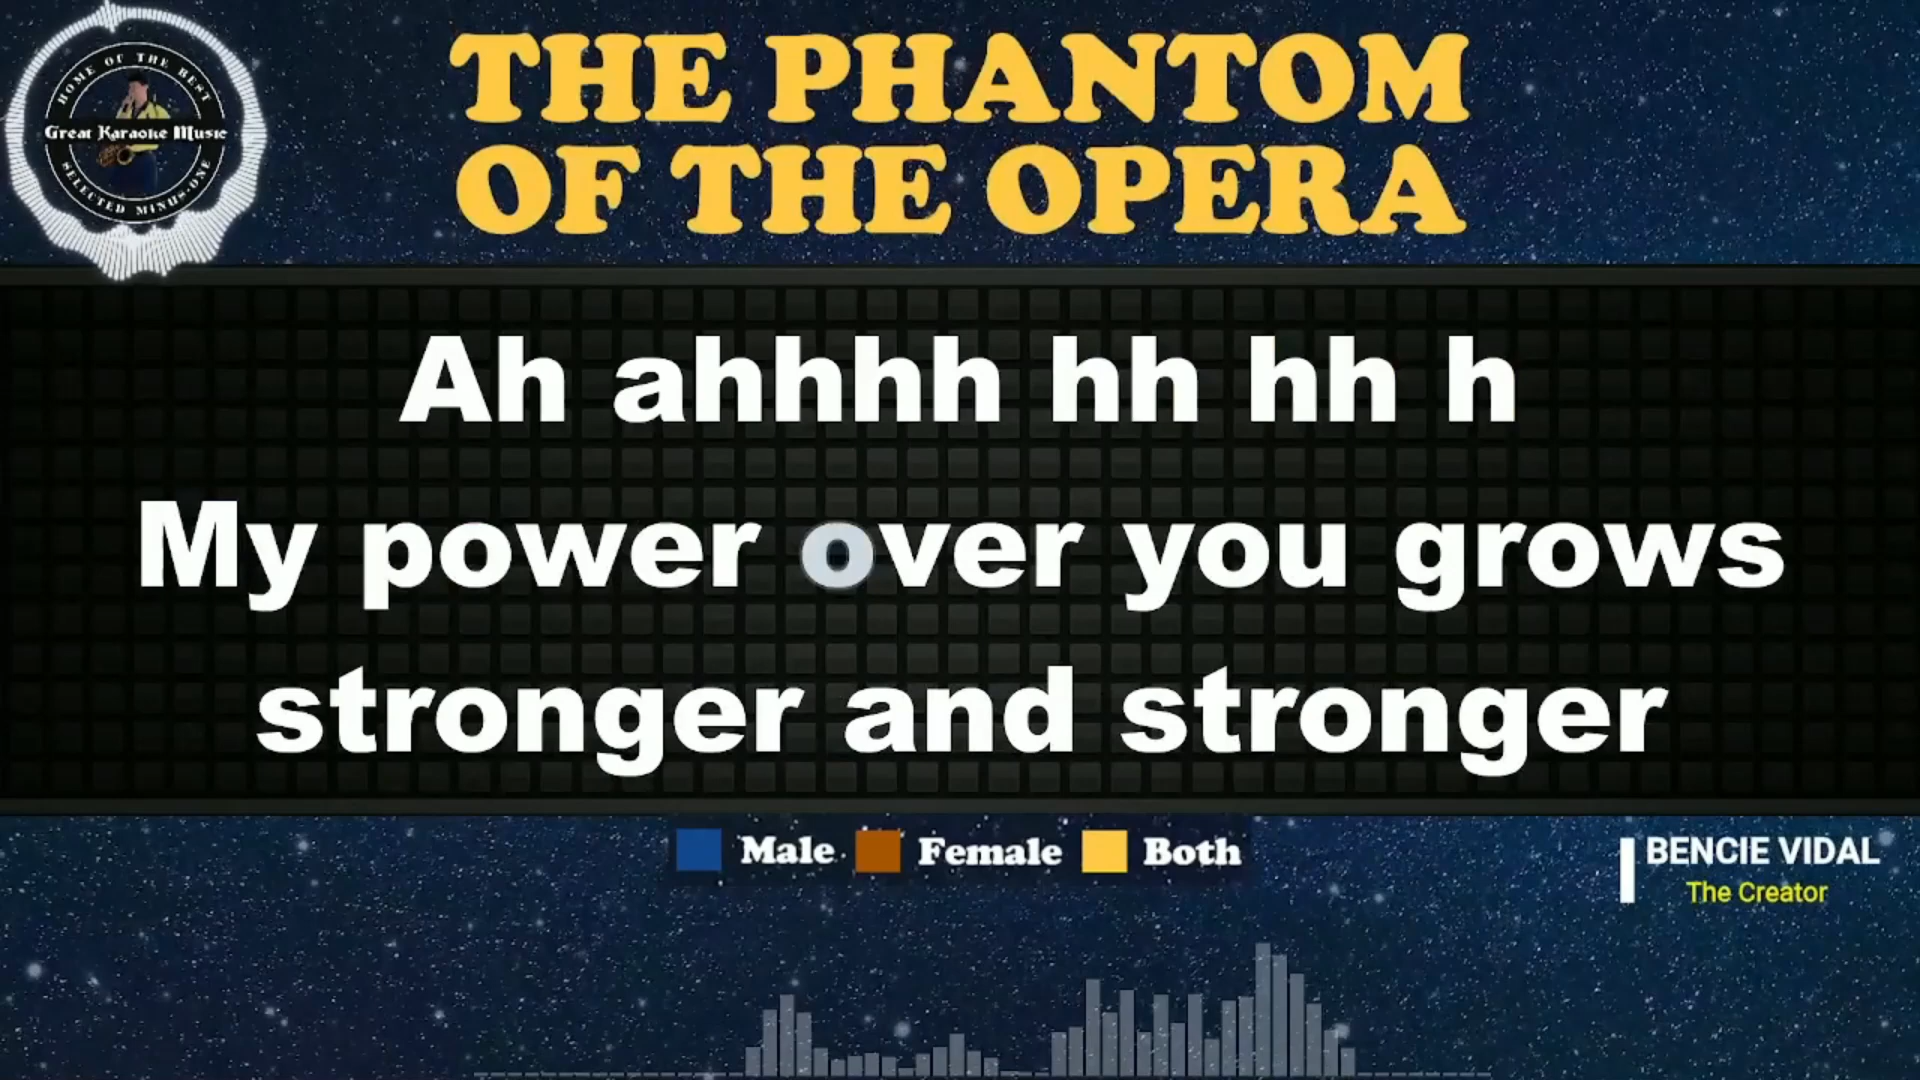 HOME OF THE BEST
Great Karaoke Music
SELECTED MINUS-ONE
THE PHANTOM
OF THE OPERA
Ah ahhhh hh hh h
My power over you grows
stronger and stronger
Male Female Both
BENCIE VIDAL
The Creator